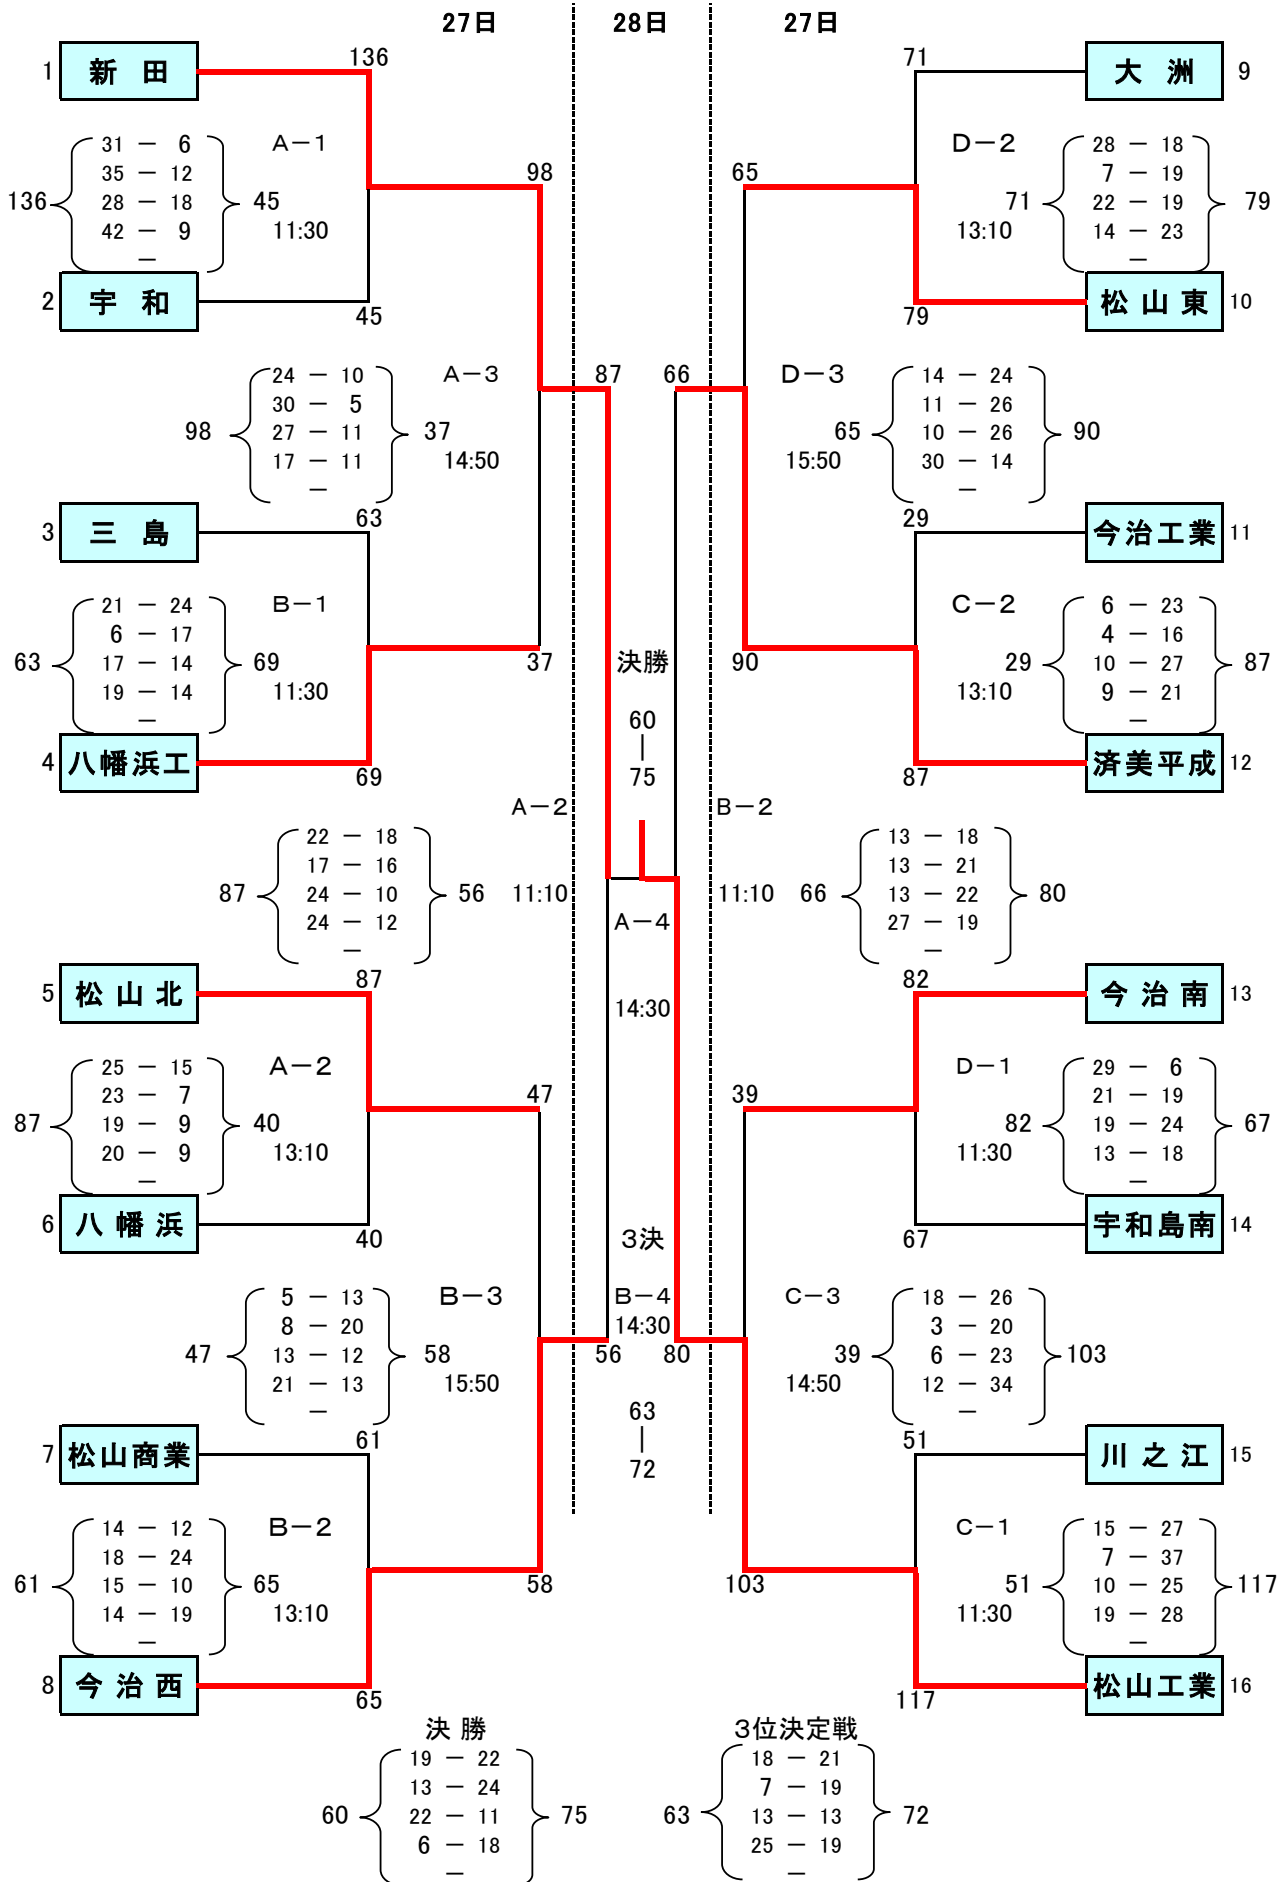 27日 28日 27日
136 71
1 新 田 大 洲 9
31 － 6 A－1 D－2 28 － 18
35 － 12 98 65 7 － 19
136 28 － 18 45 71 22 － 19 79
42 － 9 11:30 13:10 14 － 23
－ －
2 宇 和 松 山 東 10
45 79
24 － 10 A－3 87 66 D－3 14 － 24
30 － 5 11 － 26
98 27 － 11 37 65 10 － 26 90
17 － 11 14:50 15:50 30 － 14
－ －
63 29
3 三 島 今治工業 11
21 － 24 B－1 C－2 6 － 23
6 － 17 4 － 16
63 17 － 14 69 37 決勝 90 29 10 － 27 87
19 － 14 11:30 13:10 9 － 21
－ 60 －
｜
4 八幡浜工 済美平成 12
69 75 87
A－2 B－2
22 － 18 13 － 18
17 － 16 13 － 21
87 24 － 10 56 11:10 11:10 66 13 － 22 80
24 － 12 A－4 27 － 19
－ －
87 82
5 松 山 北 今 治 南 13
14:30
25 － 15 A－2 D－1 29 － 6
23 － 7 47 39 21 － 19
87 19 － 9 40 82 19 － 24 67
20 － 9 13:10 11:30 13 － 18
－ －
6 八 幡 浜 宇和島南 14
40 3決 67
5 － 13 B－3 B－4 C－3 18 － 26
8 － 20 14:30 3 － 20
47 13 － 12 58 56 80 39 6 － 23 103
21 － 13 15:50 14:50 12 － 34
－ 63 －
｜
61 51
7 松山商業 72 川 之 江 15
14 － 12 B－2 C－1 15 － 27
18 － 24 7 － 37
61 15 － 10 65 58 103 51 10 － 25 117
14 － 19 13:10 11:30 19 － 28
－ －
8 今 治 西 松山工業 16
65 117
決 勝 3位決定戦
19 － 22 18 － 21
13 － 24 7 － 19
60 22 － 11 75 63 13 － 13 72
6 － 18 25 － 19
－ －